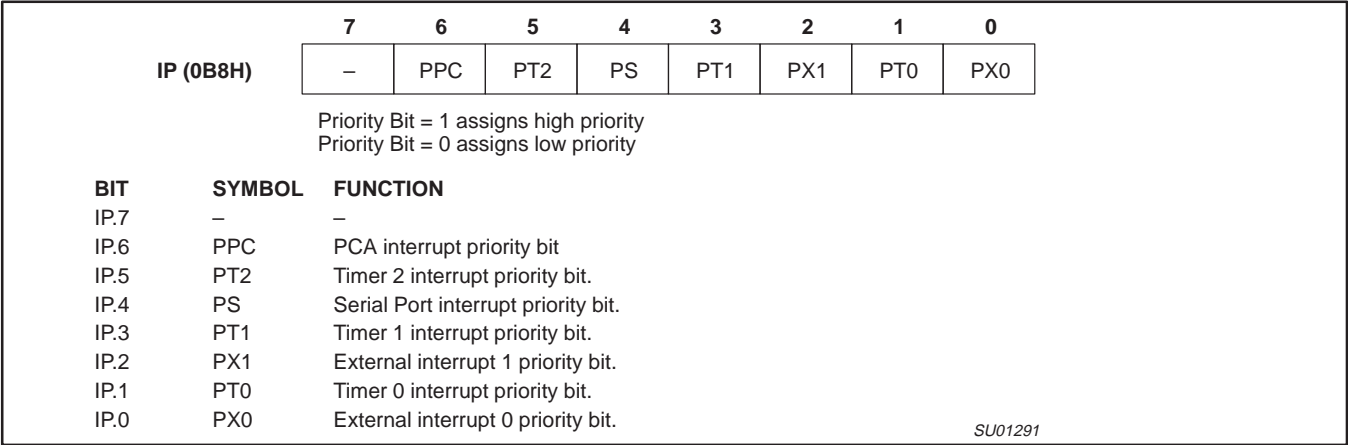 7 6 5 4 3 2 1 0
IP (0B8H) – PPC PT2 PS PT1 PX1 PT0 PX0
Priority Bit = 1 assigns high priority
Priority Bit = 0 assigns low priority
BIT SYMBOL FUNCTION
IP.7 – –
IP.6 PPC PCA interrupt priority bit
IP.5 PT2 Timer 2 interrupt priority bit.
IP.4 PS Serial Port interrupt priority bit.
IP.3 PT1 Timer 1 interrupt priority bit.
IP.2 PX1 External interrupt 1 priority bit.
IP.1 PT0 Timer 0 interrupt priority bit.
IP.0 PX0 External interrupt 0 priority bit.
SU01291